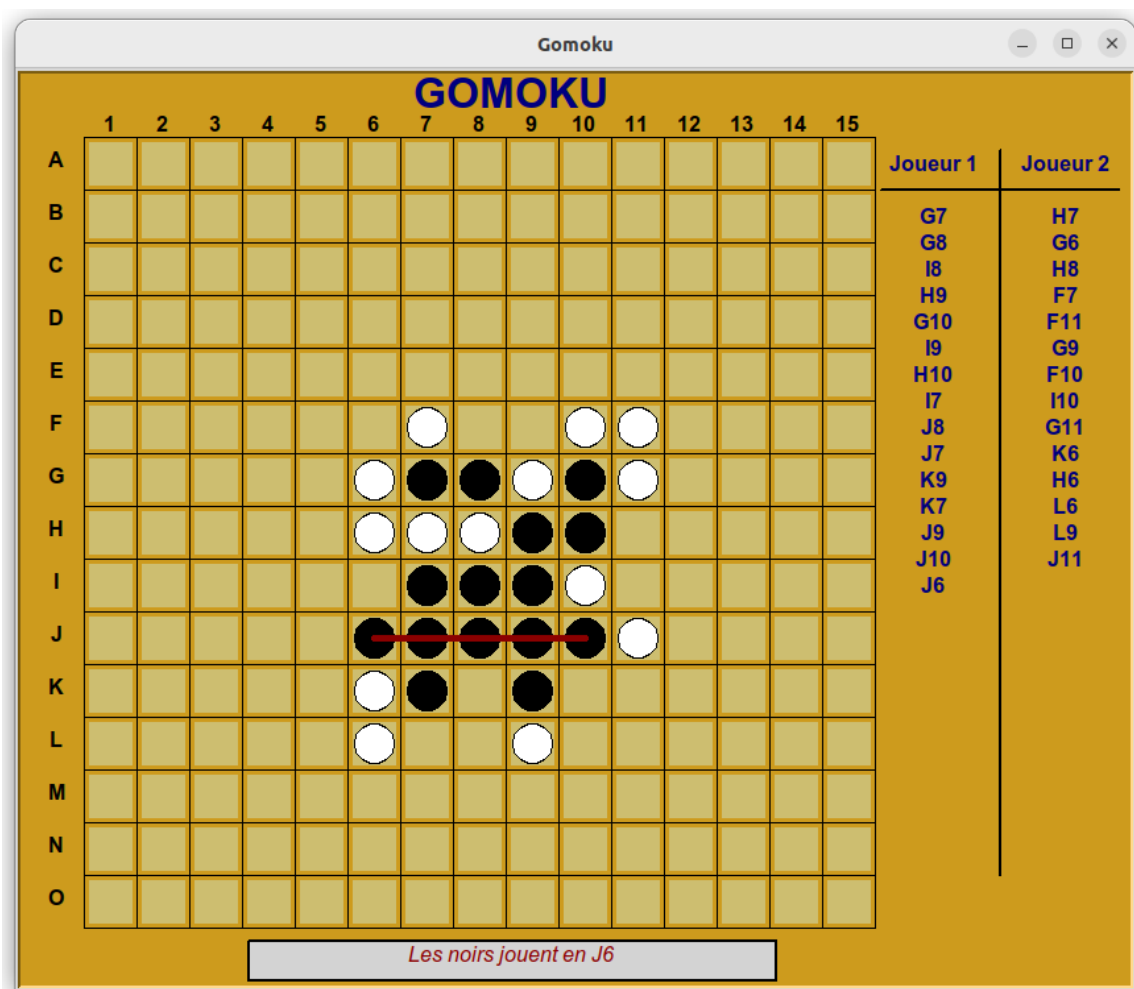 Gomoku
GOMOKU
1 2 3 4 5 6 7 8 9 10 11 12 13 14 15
A
B
C
D
E
F
G
H
I
J
K
L
M
N
O
Joueur 1 Joueur 2
G7 H7
G8 G6
I8 H8
H9 F7
G10 F11
I9 G9
H10 F10
I7 I10
J8 G11
J7 K6
K9 H6
K7 L6
J9 L9
J10 J11
J6
Les noirs jouent en J6